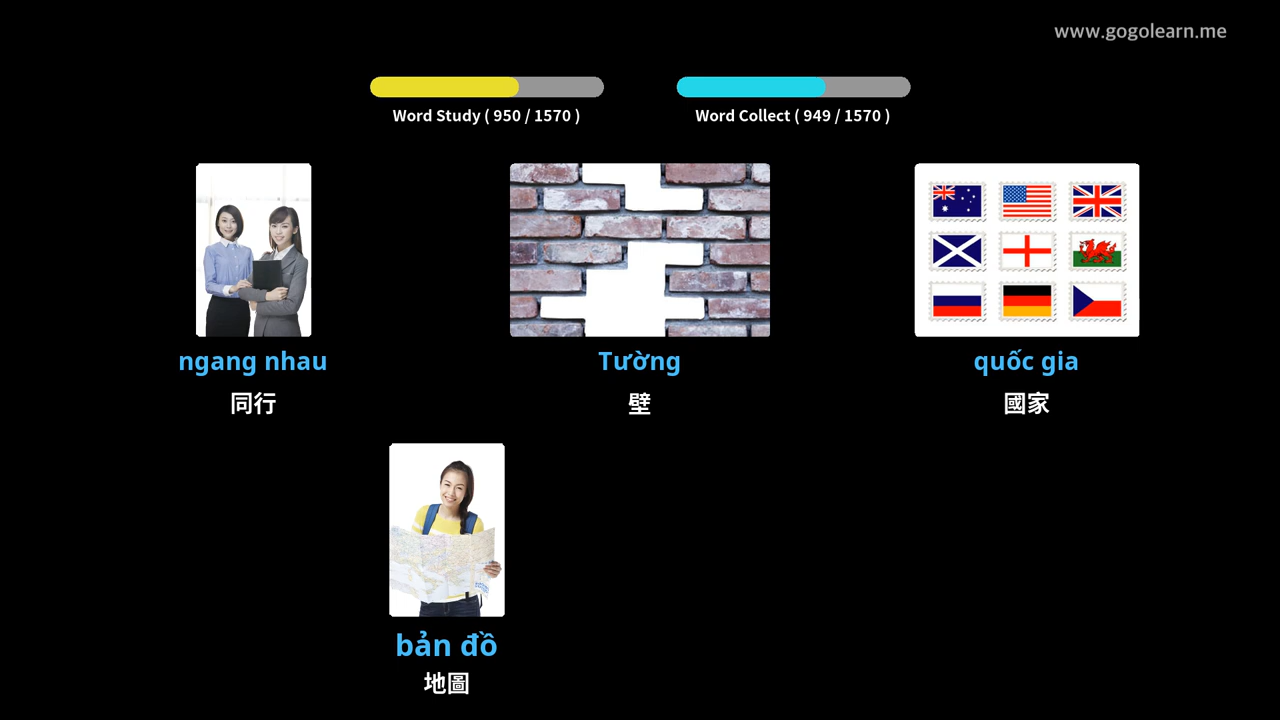 www.gogolearn.me
Word Study ( 950 / 1570 )
Word Collect ( 949 / 1570 )
ngang nhau
同行
Tường
壁
quốc gia
國家
bản đồ
地圖